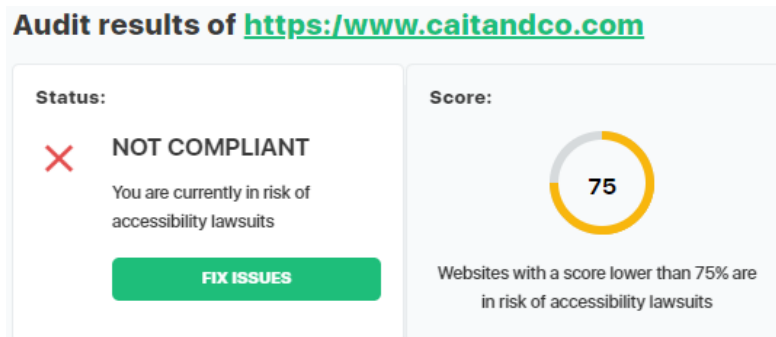 Audit results of https:/www.caitandco.com
Status:
NOT COMPLIANT
You are currently in risk of
accessibility lawsuits
FIX ISSUES
Score:
75
Websites with a score lower than 75% are
in risk of accessibility lawsuits